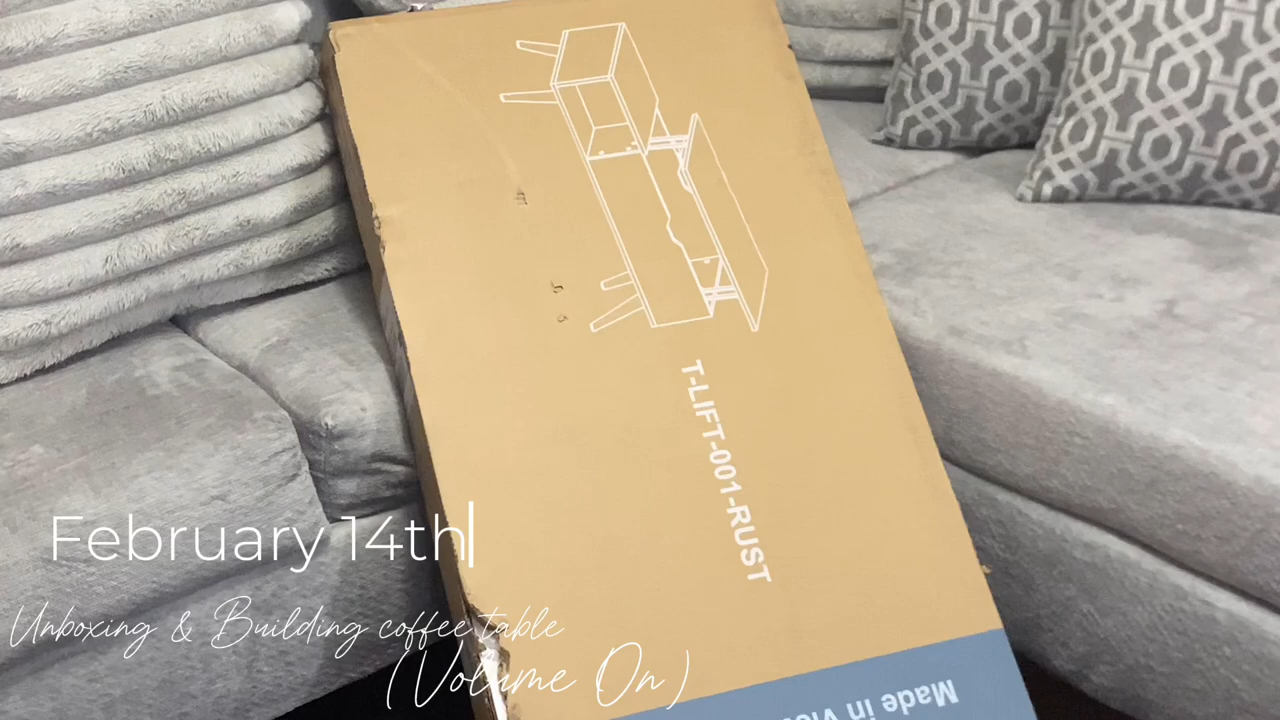 T-LIFT-001-RUST
February 14th
Unboxing & Building coffee table
(Volume On)
Made in